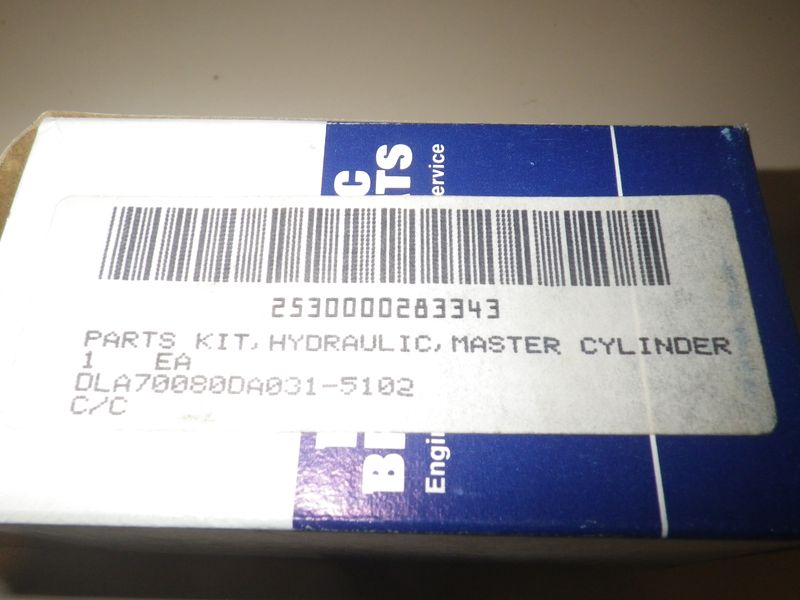 2530000283343
PARTS KIT, HYDRAULIC, MASTER CYLINDER
1 EA
DLA70080DA031-5102
C/C